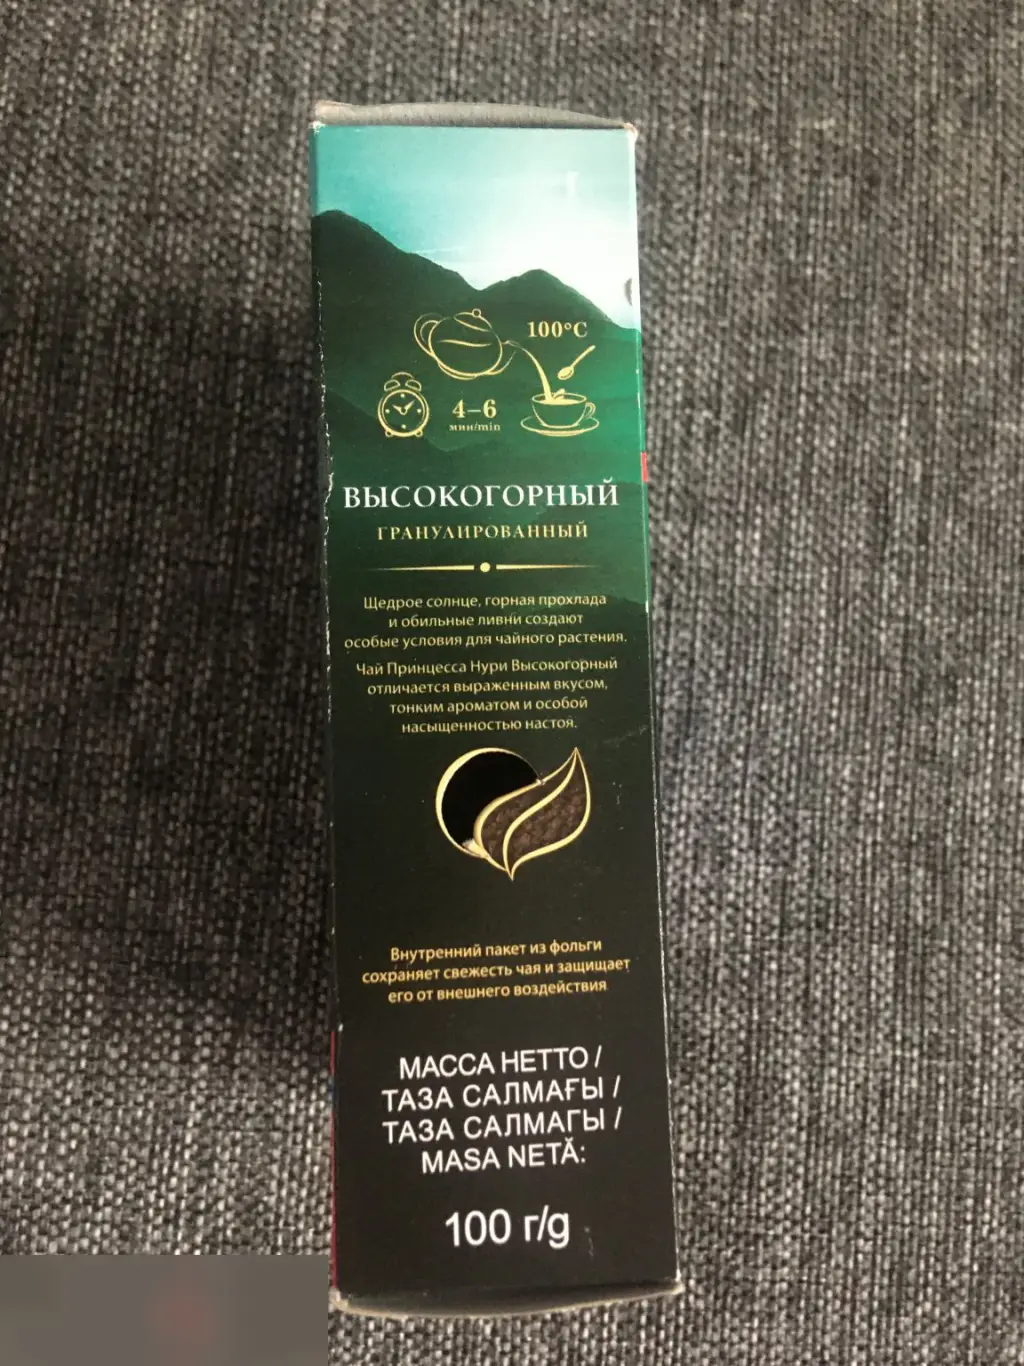 100°C
4–6
мин/min
ВЫСОКОГОРНЫЙ
ГРАНУЛИРОВАННЫЙ
Щедрое солнце, горная прохлада
и обильные ливни создают
особые условия для чайного растения.
Чай Принцесса Нури Высокогорный
отличается выраженным вкусом,
тонким ароматом и особой
насыщенностью настоя.
Внутренний пакет из фольги
сохраняет свежесть чая и защищает
его от внешнего воздействия
МАССА НЕТТО /
ТАЗА САЛМАҒЫ /
ТАЗА САЛМАГЫ /
MASA NETĂ:
100 г/g